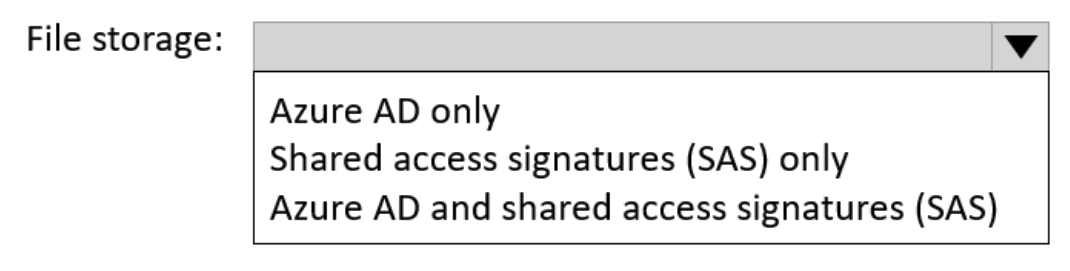 File storage:
Azure AD only
Shared access signatures (SAS) only
Azure AD and shared access signatures (SAS)